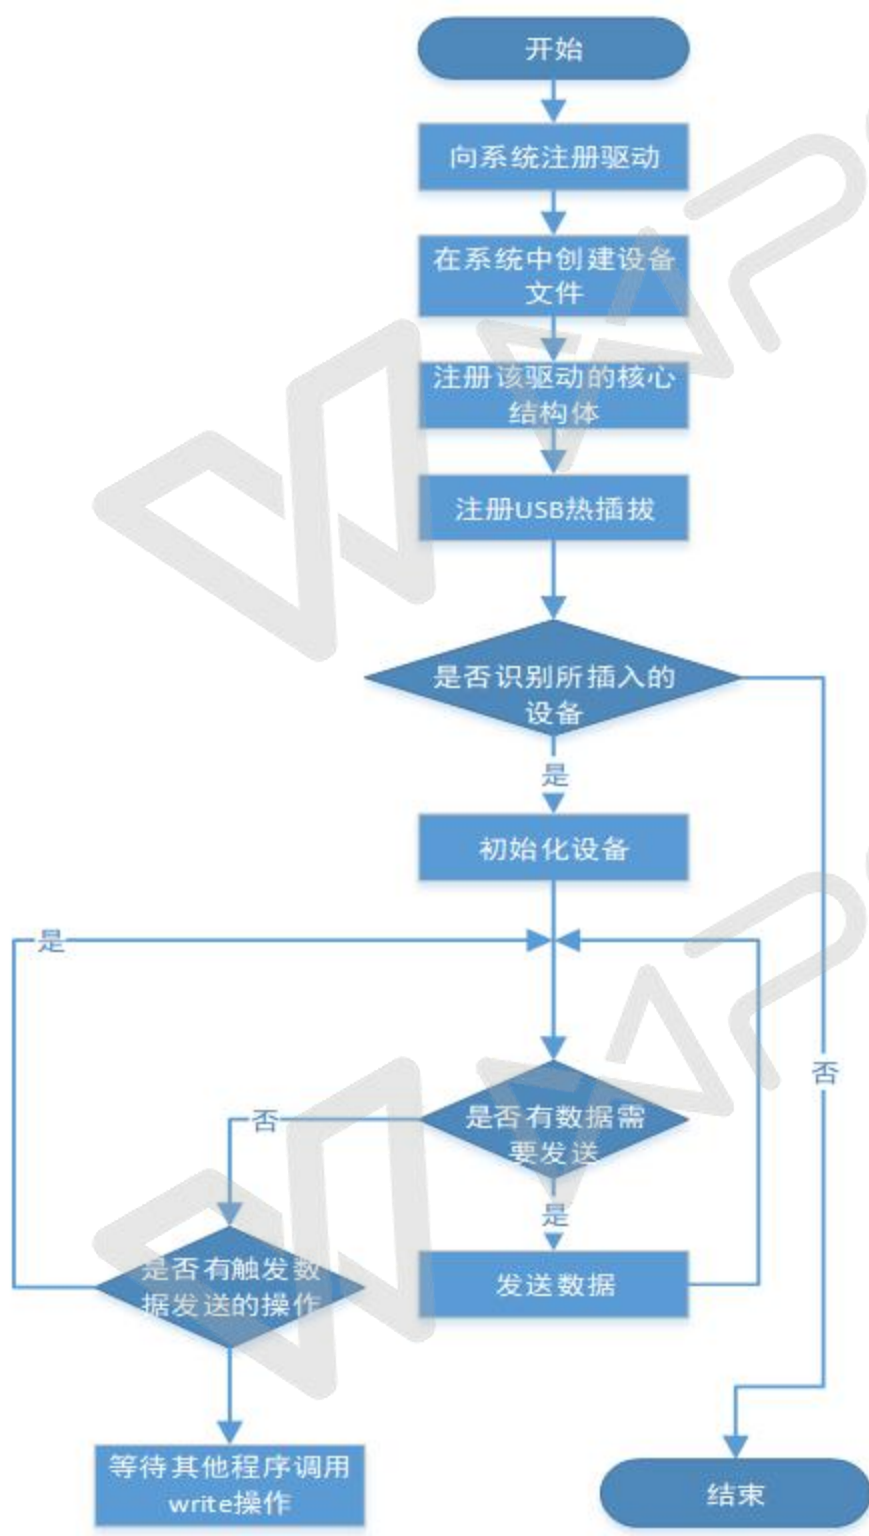 开始
向系统注册驱动
在系统中创建设备
文件
注册该驱动的核心
结构体
注册USB热插拔
是否识别所插入的
设备
是
初始化设备
是
否
是否有数据需
要发送
否
是
是否有触发数
据发送的操作
发送数据
等待其他程序调用
write操作
结束